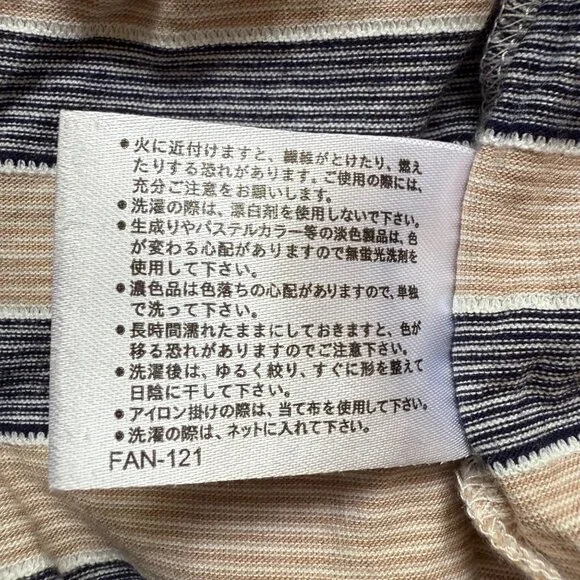 ●火に近付けますと、繊維がとけたり、燃え
たりする恐れがあります。ご使用の際には、
充分ご注意をお願いします。
●洗濯の際は、漂白剤を使用しないで下さい。
●生成りやパステルカラー等の淡色製品は、色
が変わる心配がありますので無蛍光洗剤を
使用して下さい。
●濃色品は色落ちの心配がありますので、単独
で洗って下さい。
●長時間濡れたままにしておきますと、色が
移る恐れがありますのでご注意下さい。
●洗濯後は、ゆるく絞り、すぐに形を整えて
日陰に干して下さい。
●アイロン掛けの際は、当て布を使用して下さい。
●洗濯の際は、ネットに入れて下さい。
FAN-121